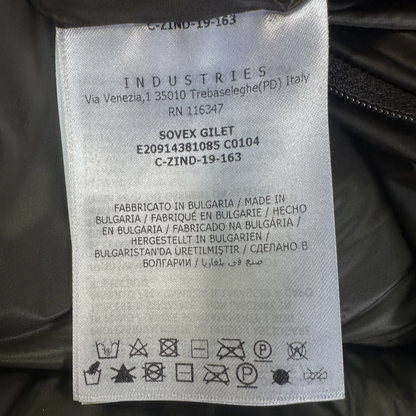 C-ZIND-19-163
INDUSTRIES
Via Venezia,1 35010 Trebaseleghe(PD) Italy
RN 116347
SOVEX GILET
E20914381085 C0104
C-ZIND-19-163
FABBRICATO IN BULGARIA / MADE IN
BULGARIA / FABRIQUÉ EN BULGARIE / HECHO
EN BULGARIA / FABRICADO NA BULGÁRIA /
HERGESTELLT IN BULGARIEN /
BULGARISTAN'DA ÜRETILMIŞTIR / СДЕЛАНО В
БОЛГАРИИ / صنع في بلغاريا
P W
P